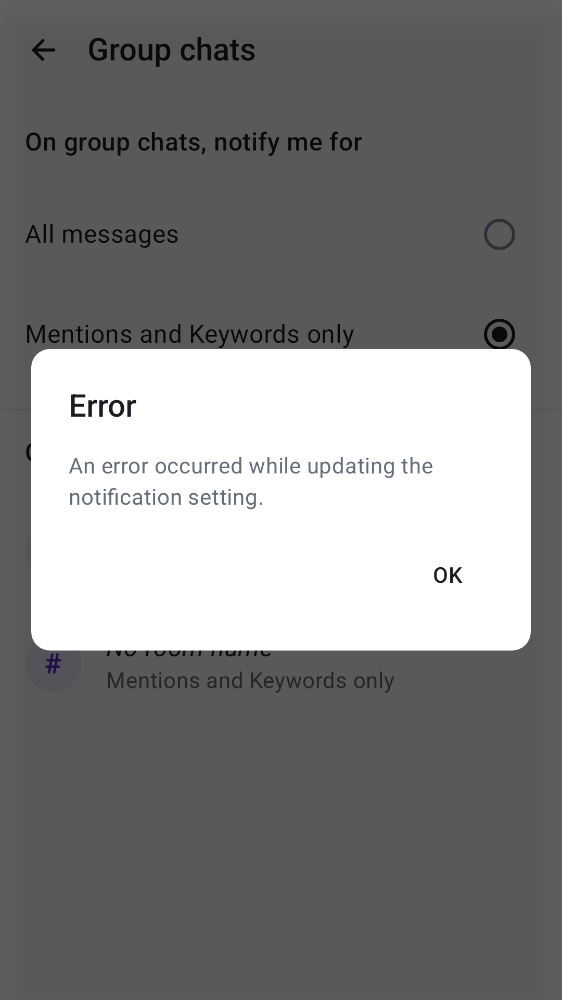 Group chats
On group chats, notify me for
All messages
Mentions and Keywords only
Error
An error occurred while updating the
notification setting.
OK
No room name
#
Mentions and Keywords only